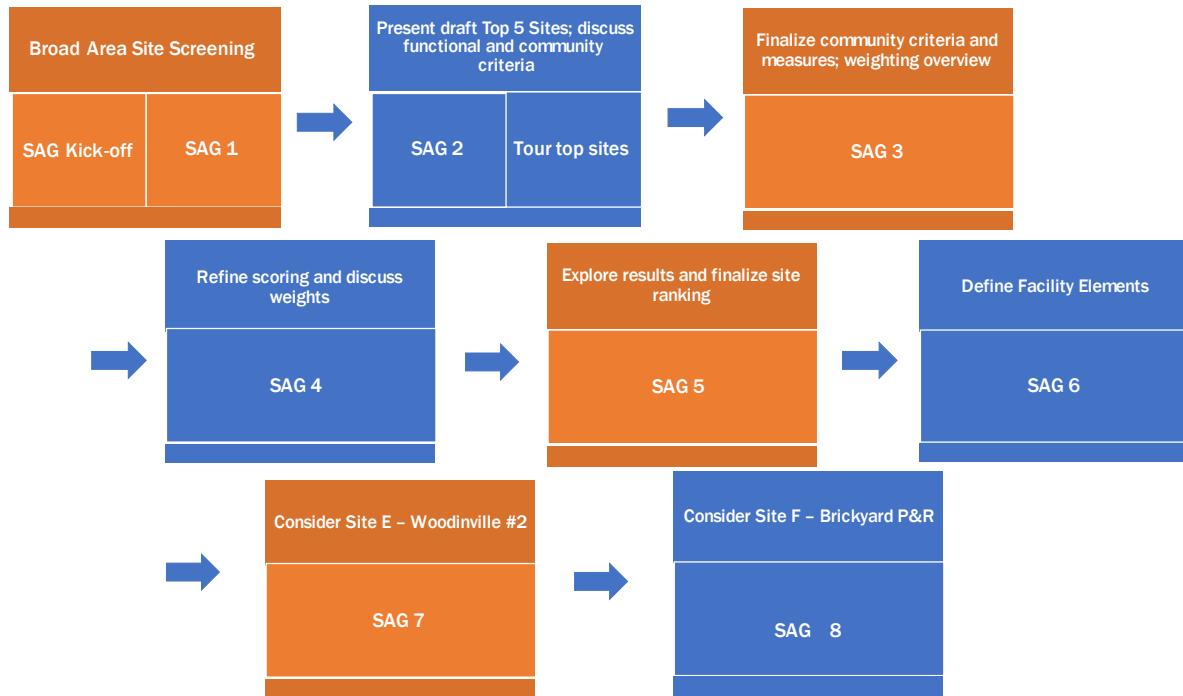 Broad Area Site Screening
SAG Kick-off
SAG 1
Present draft Top 5 Sites; discuss
functional and community
criteria
SAG 2
Tour top sites
Finalize community criteria and
measures; weighting overview
SAG 3
Refine scoring and discuss
weights
SAG 4
Explore results and finalize site
ranking
SAG 5
Define Facility Elements
SAG 6
Consider Site E – Woodinville #2
SAG 7
Consider Site F – Brickyard P&R
SAG 8